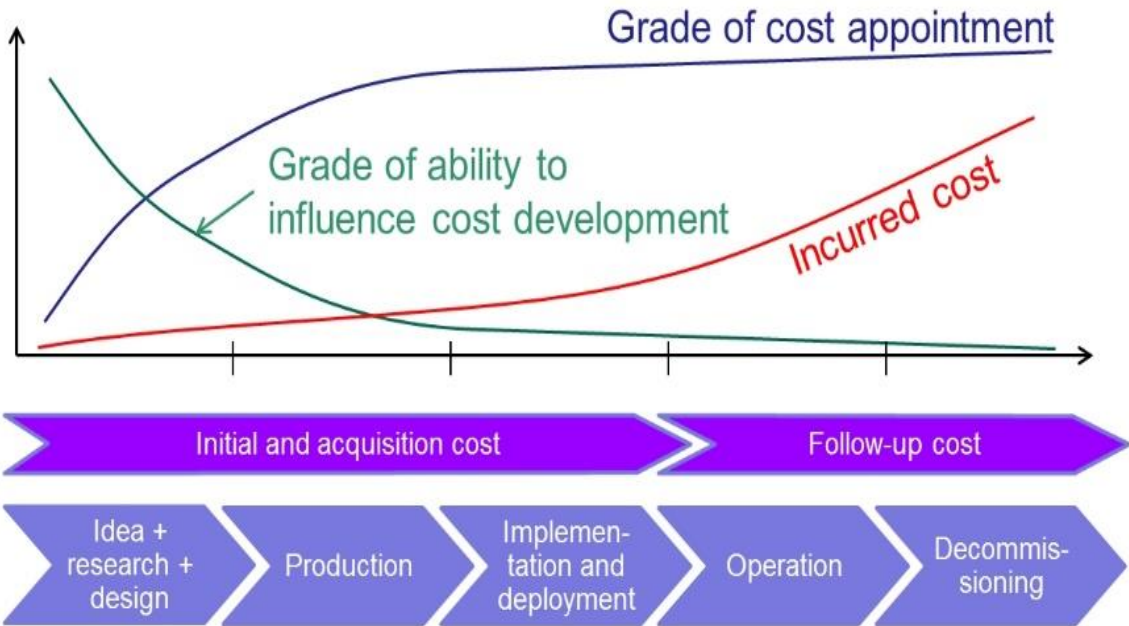 Grade of cost appointment
Grade of ability to
influence cost development
Incurred cost
Initial and acquisition cost
Follow-up cost
Idea +
research +
design
Production
Implemen-
tation and
deployment
Operation
Decommis-
sioning